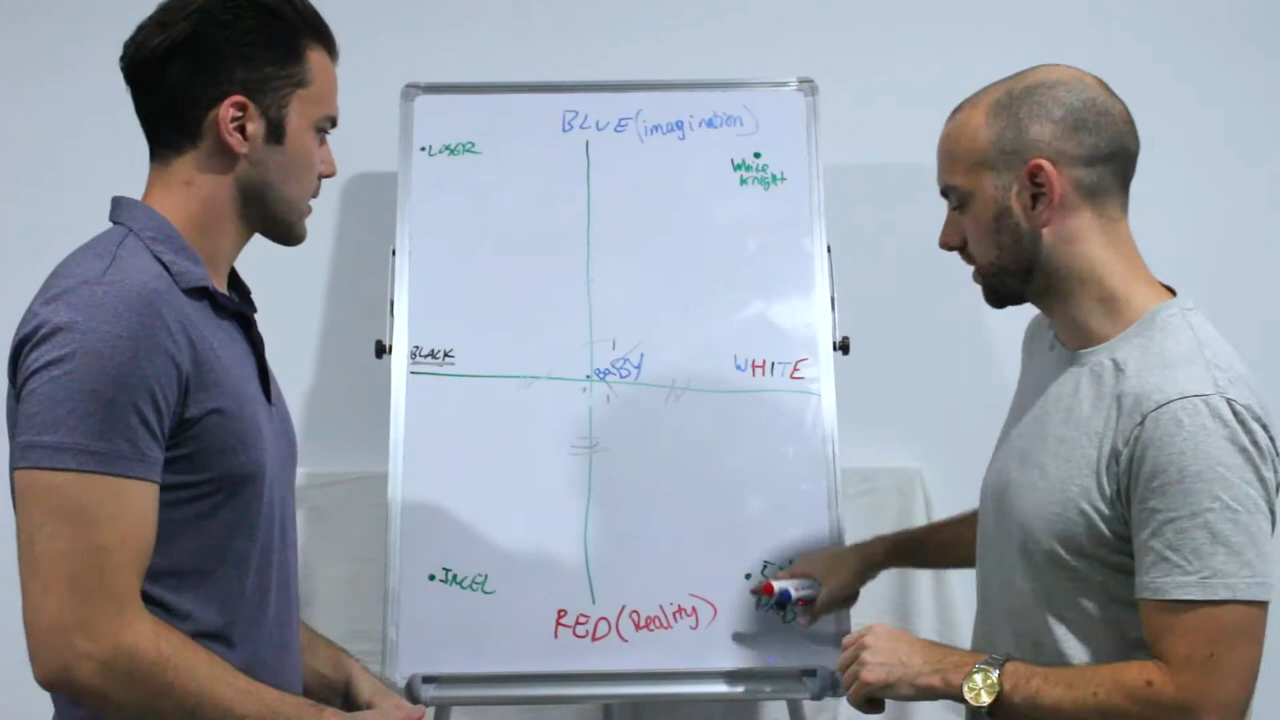 BLUE (imagination)
LOSER
White
Knight
BLACK
BABY
WHITE
INCEL
RED (Reality)